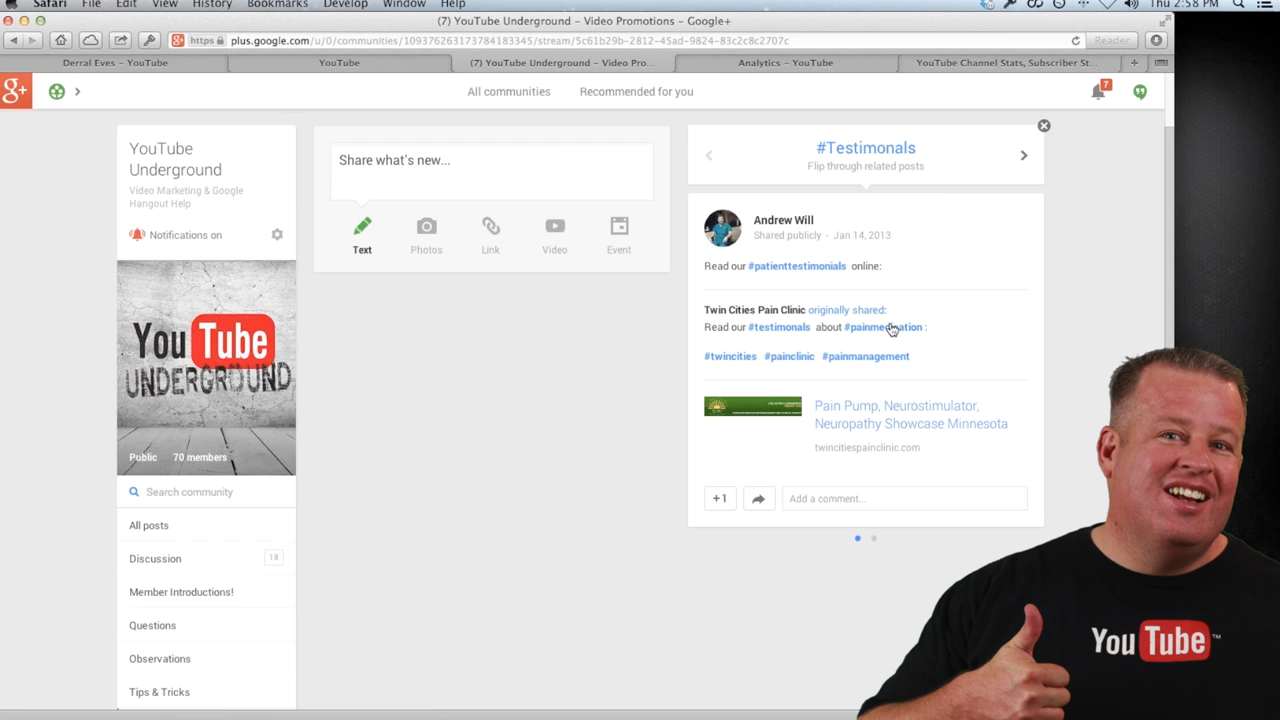 Safari File Edit View History Bookmarks Develop Window Help Thu 2:58 PM
(7) YouTube Underground – Video Promotions – Google+
https plus.google.com/u/0/communities/109376263173784183345/stream/5c61b29b-2812-45ad-9824-83c2c8c2707c Reader
Derral Eves – YouTube YouTube (7) YouTube Underground – Video Pro... Analytics – YouTube YouTube Channel Stats, Subscriber St...
g+ All communities Recommended for you 7
YouTube
Underground
Video Marketing & Google
Hangout Help
Notifications on
You Tube
UNDERGROUND
Public 70 members
Search community
All posts
Discussion 18
Member Introductions!
Questions
Observations
Tips & Tricks
Share what's new...
Text Photos Link Video Event
#Testimonals
Flip through related posts
Andrew Will
Shared publicly - Jan 14, 2013
Read our #patienttestimonials online:
Twin Cities Pain Clinic originally shared:
Read our #testimonals about :
#twincities #painclinic #painmanagement
Pain Pump, Neurostimulator,
Neuropathy Showcase Minnesota
twincitiespainclinic.com
+1 Add a comment...
YouTube™